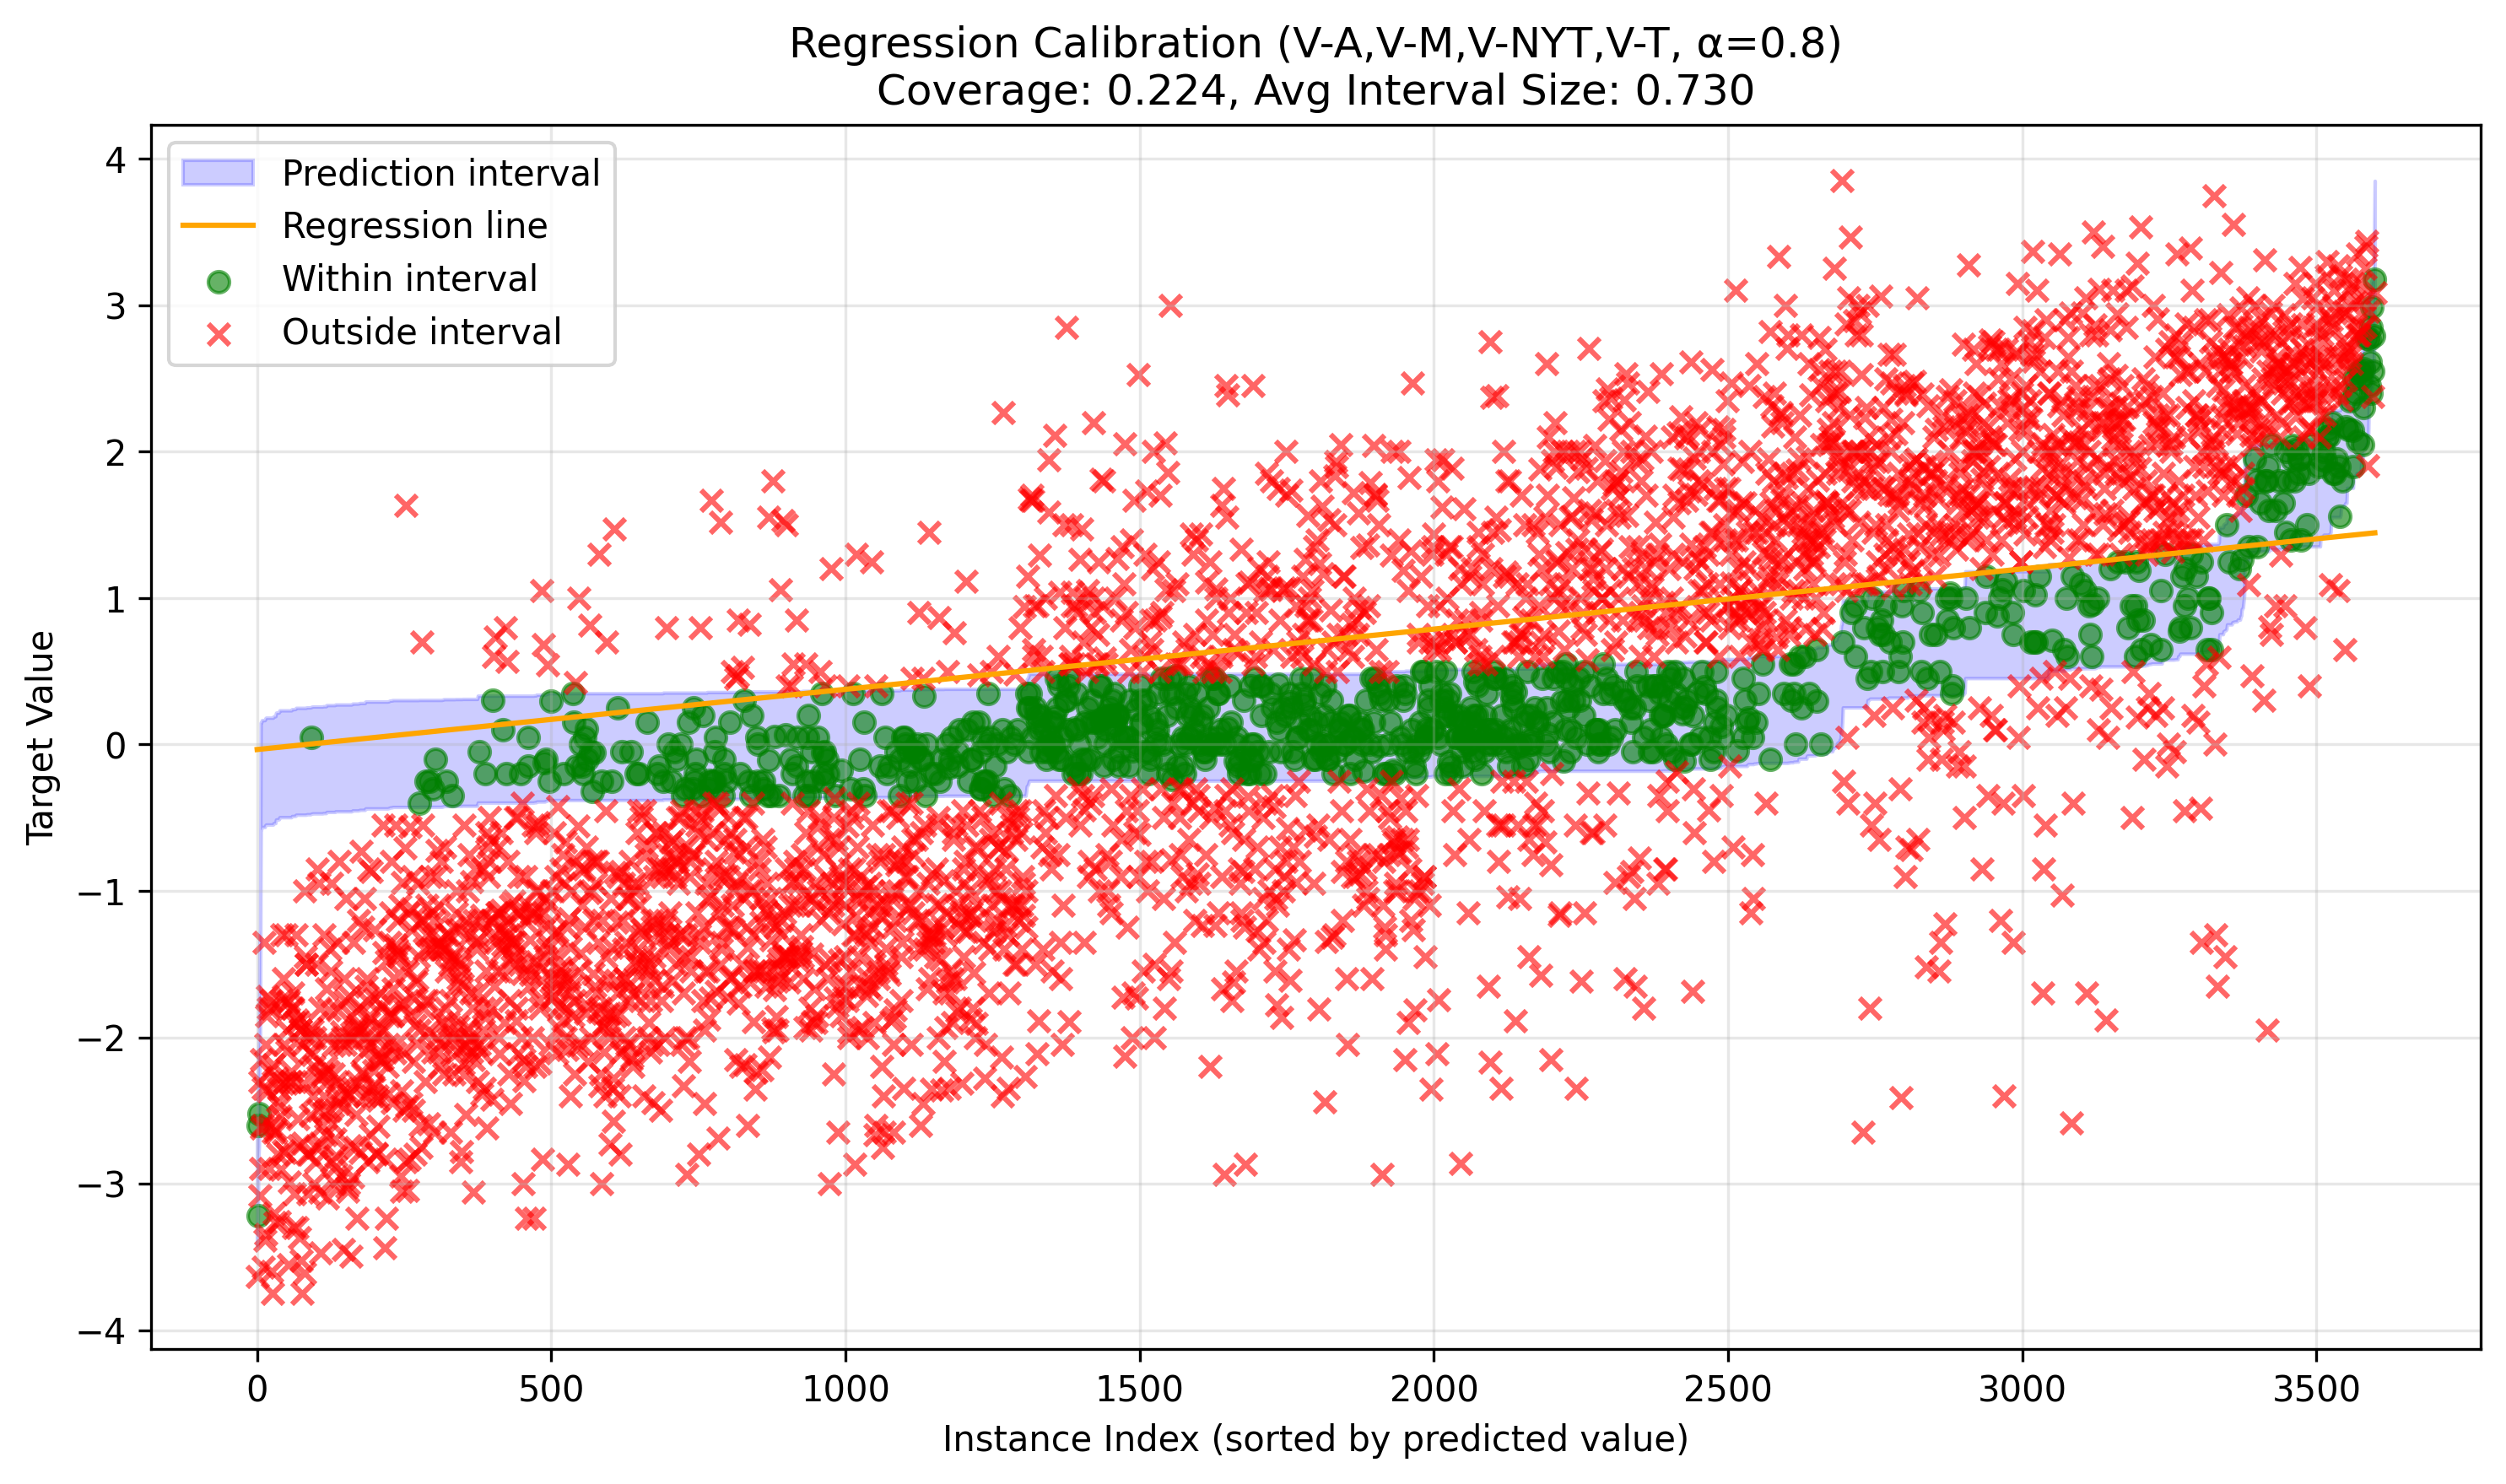 Regression Calibration (V-A,V-M,V-NYT,V-T, α=0.8)
Coverage: 0.224, Avg Interval Size: 0.730
Prediction interval
Regression line
Within interval
Outside interval
4
3
2
1
0
−1
−2
−3
−4
Target Value
0 500 1000 1500 2000 2500 3000 3500
Instance Index (sorted by predicted value)